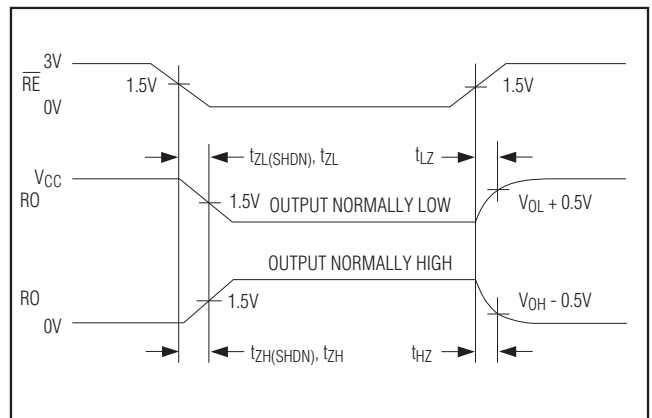 3V
RE
1.5V
1.5V
0V
tZL(SHDN), tZL
tLZ
VCC
RO
1.5V
OUTPUT NORMALLY LOW
VOL + 0.5V
OUTPUT NORMALLY HIGH
RO
1.5V
VOH - 0.5V
0V
tZH(SHDN), tZH
tHZ